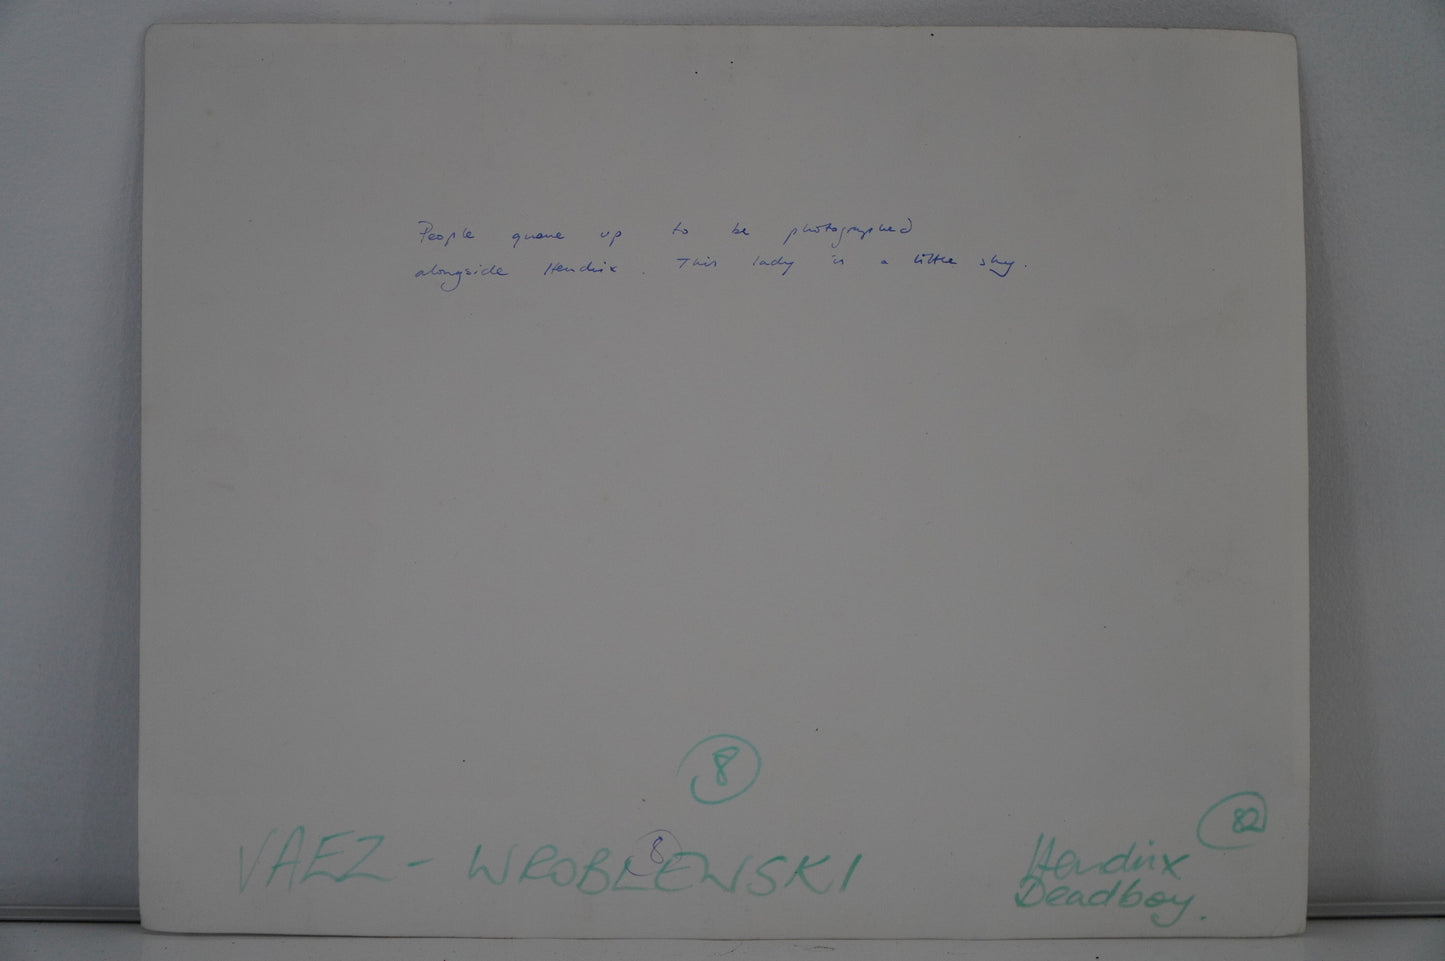 People queue up to be photographed
alongside Hendrix. This lady is a little shy.
8
82
8
VAEZ - WROBLEWSKI
Hendrix
Deadboy.